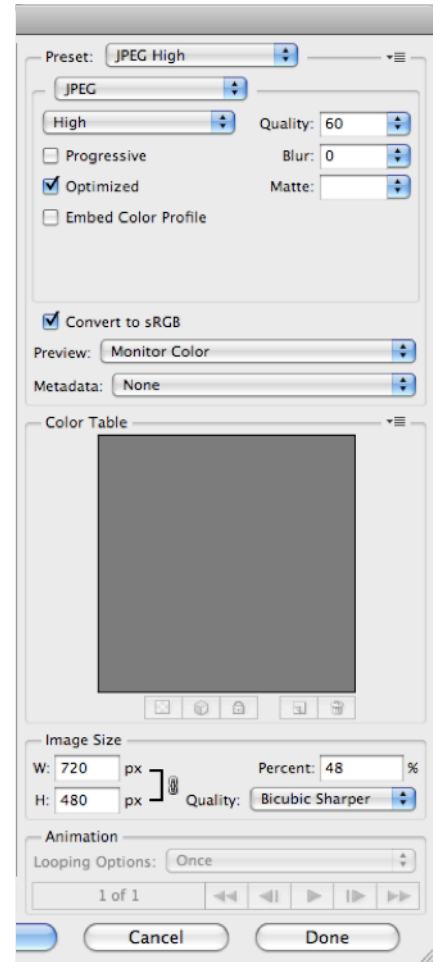 Preset: JPEG High
JPEG
High Quality: 60
Progressive Blur: 0
Optimized Matte:
Embed Color Profile
Convert to sRGB
Preview: Monitor Color
Metadata: None
Color Table
Image Size
W: 720 px Percent: 48 %
H: 480 px Quality: Bicubic Sharper
Animation
Looping Options: Once
1 of 1
Cancel Done